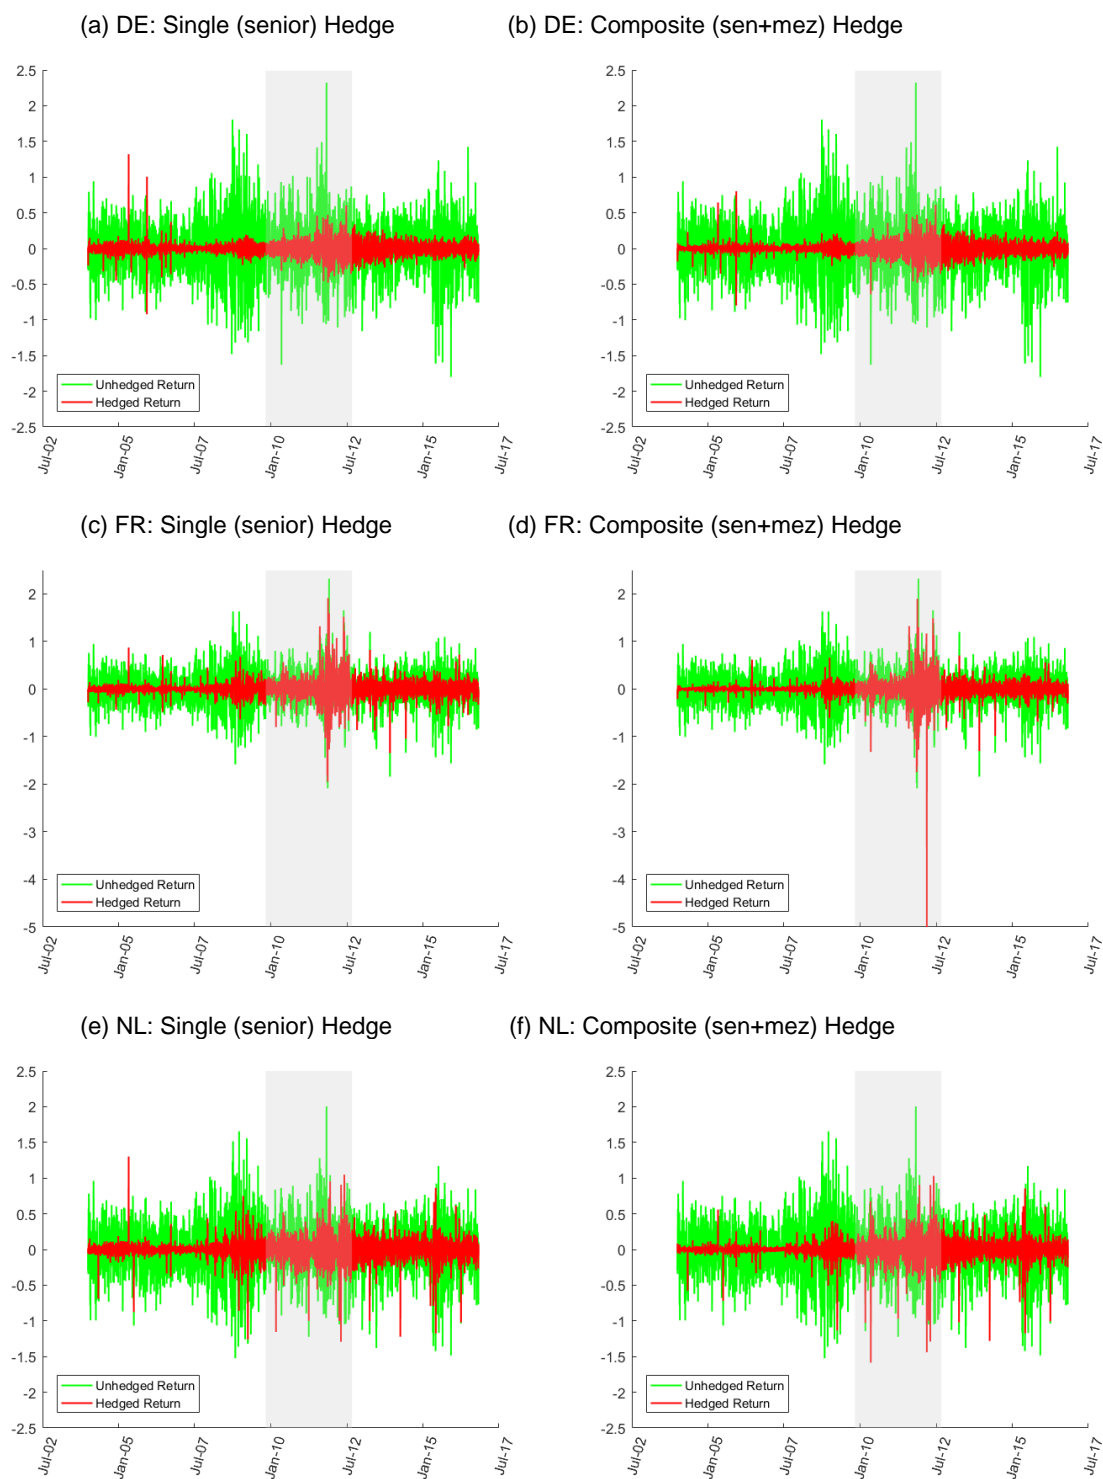 (a) DE: Single (senior) Hedge
(b) DE: Composite (sen+mez) Hedge
2.5
2
1.5
1
0.5
0
-0.5
-1
-1.5
-2
-2.5
Unhedged Return
Hedged Return
Jul-02
Jan-05
Jul-07
Jan-10
Jul-12
Jan-15
Jul-17
2.5
2
1.5
1
0.5
0
-0.5
-1
-1.5
-2
-2.5
Unhedged Return
Hedged Return
Jul-02
Jan-05
Jul-07
Jan-10
Jul-12
Jan-15
Jul-17
(c) FR: Single (senior) Hedge
(d) FR: Composite (sen+mez) Hedge
2
1
0
-1
-2
-3
-4
-5
Unhedged Return
Hedged Return
Jul-02
Jan-05
Jul-07
Jan-10
Jul-12
Jan-15
Jul-17
2
1
0
-1
-2
-3
-4
-5
Unhedged Return
Hedged Return
Jul-02
Jan-05
Jul-07
Jan-10
Jul-12
Jan-15
Jul-17
(e) NL: Single (senior) Hedge
(f) NL: Composite (sen+mez) Hedge
2.5
2
1.5
1
0.5
0
-0.5
-1
-1.5
-2
-2.5
Unhedged Return
Hedged Return
Jul-02
Jan-05
Jul-07
Jan-10
Jul-12
Jan-15
Jul-17
2.5
2
1.5
1
0.5
0
-0.5
-1
-1.5
-2
-2.5
Unhedged Return
Hedged Return
Jul-02
Jan-05
Jul-07
Jan-10
Jul-12
Jan-15
Jul-17